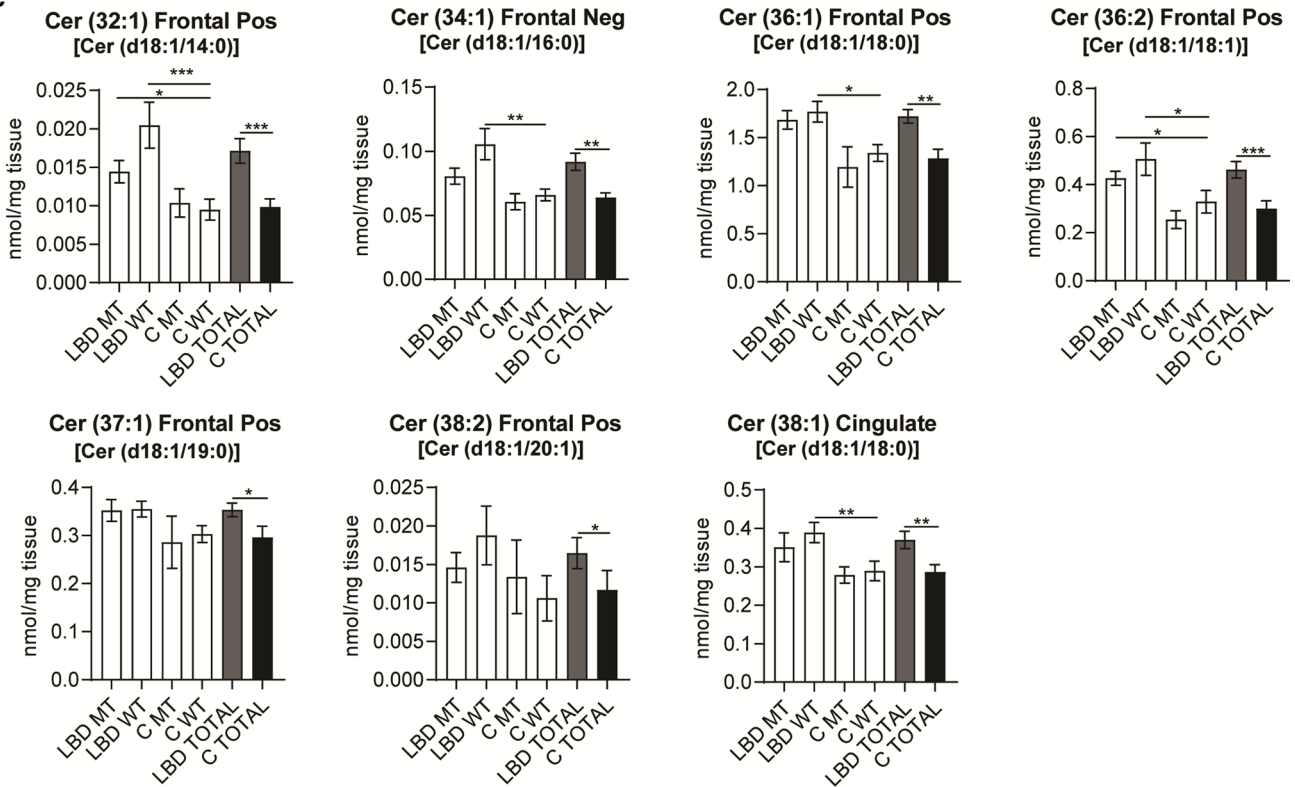 Cer (32:1) Frontal Pos
[Cer (d18:1/14:0)]
nmol/mg tissue
0.025
0.020
0.015
0.010
0.005
0.000
***
*
***
LBD MT
LBD WT
C MT
C WT
LBD TOTAL
C TOTAL
Cer (34:1) Frontal Neg
[Cer (d18:1/16:0)]
nmol/mg tissue
0.15
0.10
0.05
0.00
**
**
LBD MT
LBD WT
C MT
C WT
LBD TOTAL
C TOTAL
Cer (36:1) Frontal Pos
[Cer (d18:1/18:0)]
nmol/mg tissue
2.0
1.5
1.0
0.5
0.0
*
**
LBD MT
LBD WT
C MT
C WT
LBD TOTAL
C TOTAL
Cer (36:2) Frontal Pos
[Cer (d18:1/18:1)]
nmol/mg tissue
0.8
0.6
0.4
0.2
0.0
*
*
***
LBD MT
LBD WT
C MT
C WT
LBD TOTAL
C TOTAL
Cer (37:1) Frontal Pos
[Cer (d18:1/19:0)]
nmol/mg tissue
0.4
0.3
0.2
0.1
0.0
*
LBD MT
LBD WT
C MT
C WT
LBD TOTAL
C TOTAL
Cer (38:2) Frontal Pos
[Cer (d18:1/20:1)]
nmol/mg tissue
0.025
0.020
0.015
0.010
0.005
0.000
*
LBD MT
LBD WT
C MT
C WT
LBD TOTAL
C TOTAL
Cer (38:1) Cingulate
[Cer (d18:1/18:0)]
nmol/mg tissue
0.5
0.4
0.3
0.2
0.1
0.0
**
**
LBD MT
LBD WT
C MT
C WT
LBD TOTAL
C TOTAL